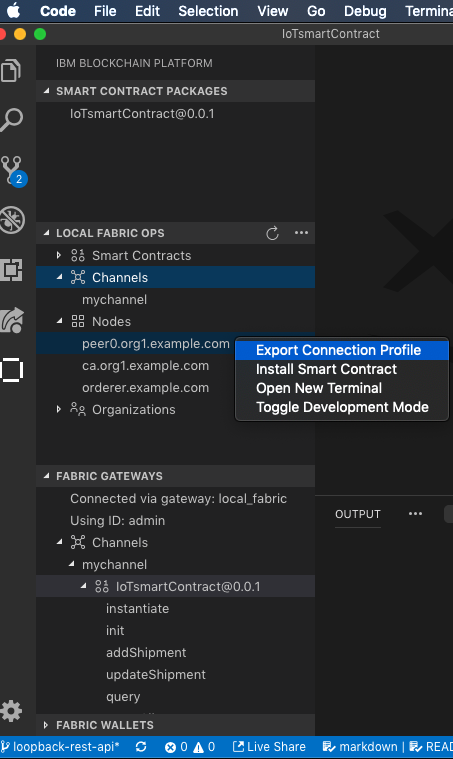 Code File Edit Selection View Go Debug Termina
IoTsmartContract
IBM BLOCKCHAIN PLATFORM
SMART CONTRACT PACKAGES
IoTsmartContract@0.0.1
2
LOCAL FABRIC OPS
Smart Contracts
Channels
mychannel
Nodes
peer0.org1.example.com
Export Connection Profile
Install Smart Contract
Open New Terminal
Toggle Development Mode
ca.org1.example.com
orderer.example.com
Organizations
FABRIC GATEWAYS
Connected via gateway: local_fabric
Using ID: admin
Channels
mychannel
IoTsmartContract@0.0.1
instantiate
init
addShipment
updateShipment
query
OUTPUT
FABRIC WALLETS
loopback-rest-api* 0 0 Live Share markdown | READ